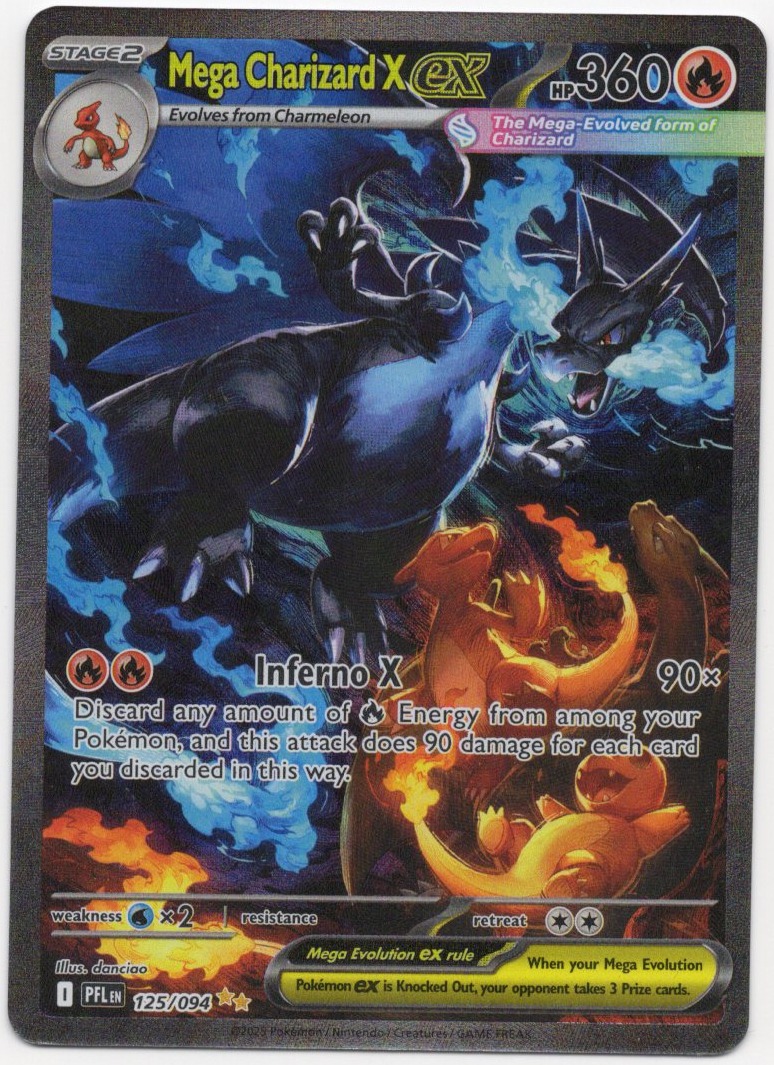 STAGE2
Mega Charizard X ex
HP360
Evolves from Charmeleon
The Mega-Evolved form of
Charizard
Inferno X 90×
Discard any amount of Energy from among your
Pokémon, and this attack does 90 damage for each card
you discarded in this way.
weakness ×2 resistance retreat
Illus. danciao
Mega Evolution ex rule
When your Mega Evolution
Pokémon ex is Knocked Out, your opponent takes 3 Prize cards.
I PFL EN 125/094
©2025 Pokémon / Nintendo / Creatures / GAME FREAK